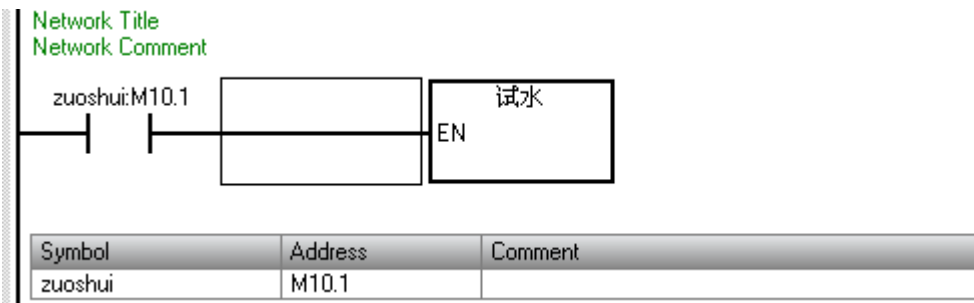 Network Title
Network Comment
zuoshui:M10.1
试水
EN
Symbol Address Comment
zuoshui M10.1